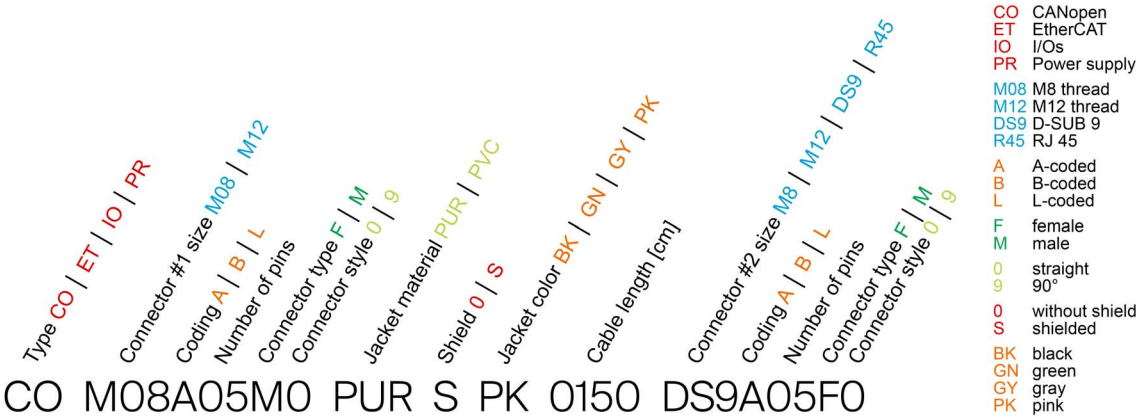 Type CO | ET | IO | PR
Connector #1 size M08 | M12
Coding A | B | L
Number of pins
Connector type F | M
Connector style 0 | 9
Jacket material PUR | PVC
Shield 0 | S
Jacket color BK | GN | GY | PK
Cable length [cm]
Connector #2 size M8 | M12 | DS9 | R45
Coding A | B | L
Number of pins
Connector type F | M
Connector style 0 | 9
CO M08A05M0 PUR S PK 0150 DS9A05F0
CO CANopen
ET EtherCAT
IO I/Os
PR Power supply
M08 M8 thread
M12 M12 thread
DS9 D-SUB 9
R45 RJ 45
A A-coded
B B-coded
L L-coded
F female
M male
0 straight
9 90°
0 without shield
S shielded
BK black
GN green
GY gray
PK pink